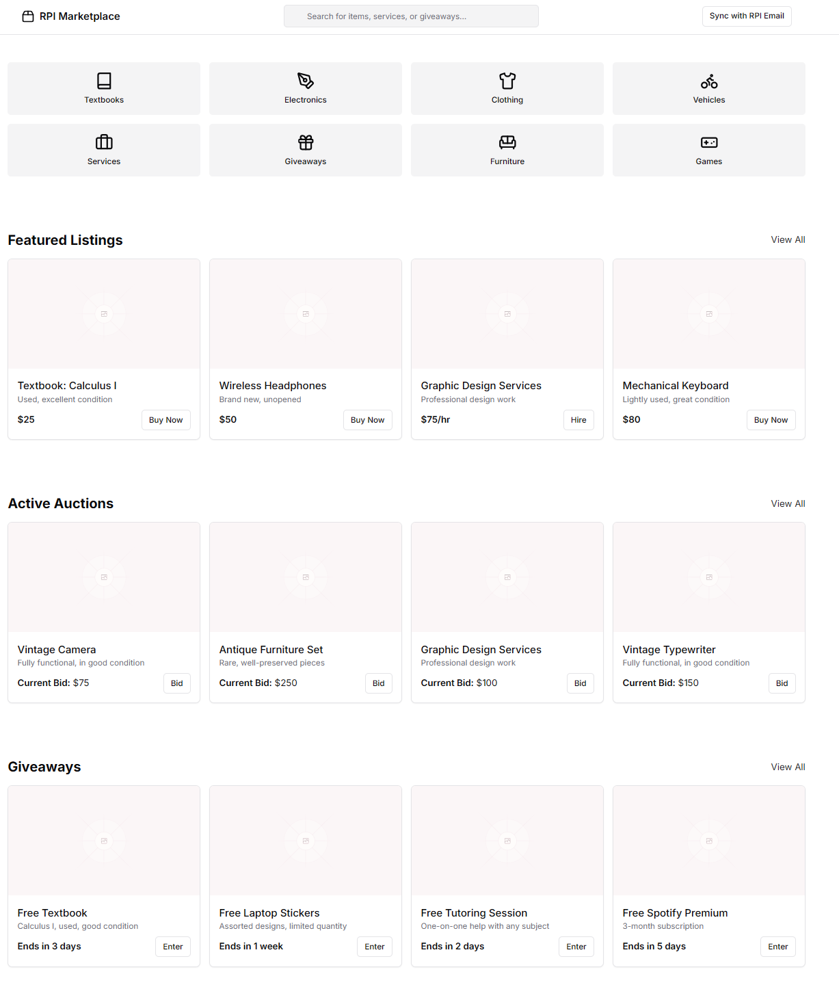 RPI Marketplace
Search for items, services, or giveaways...
Sync with RPI Email
Textbooks
Electronics
Clothing
Vehicles
Services
Giveaways
Furniture
Games
Featured Listings
View All
Textbook: Calculus I
Used, excellent condition
$25
Buy Now
Wireless Headphones
Brand new, unopened
$50
Buy Now
Graphic Design Services
Professional design work
$75/hr
Hire
Mechanical Keyboard
Lightly used, great condition
$80
Buy Now
Active Auctions
View All
Vintage Camera
Fully functional, in good condition
Current Bid: $75
Bid
Antique Furniture Set
Rare, well-preserved pieces
Current Bid: $250
Bid
Graphic Design Services
Professional design work
Current Bid: $100
Bid
Vintage Typewriter
Fully functional, in good condition
Current Bid: $150
Bid
Giveaways
View All
Free Textbook
Calculus I, used, good condition
Ends in 3 days
Enter
Free Laptop Stickers
Assorted designs, limited quantity
Ends in 1 week
Enter
Free Tutoring Session
One-on-one help with any subject
Ends in 2 days
Enter
Free Spotify Premium
3-month subscription
Ends in 5 days
Enter